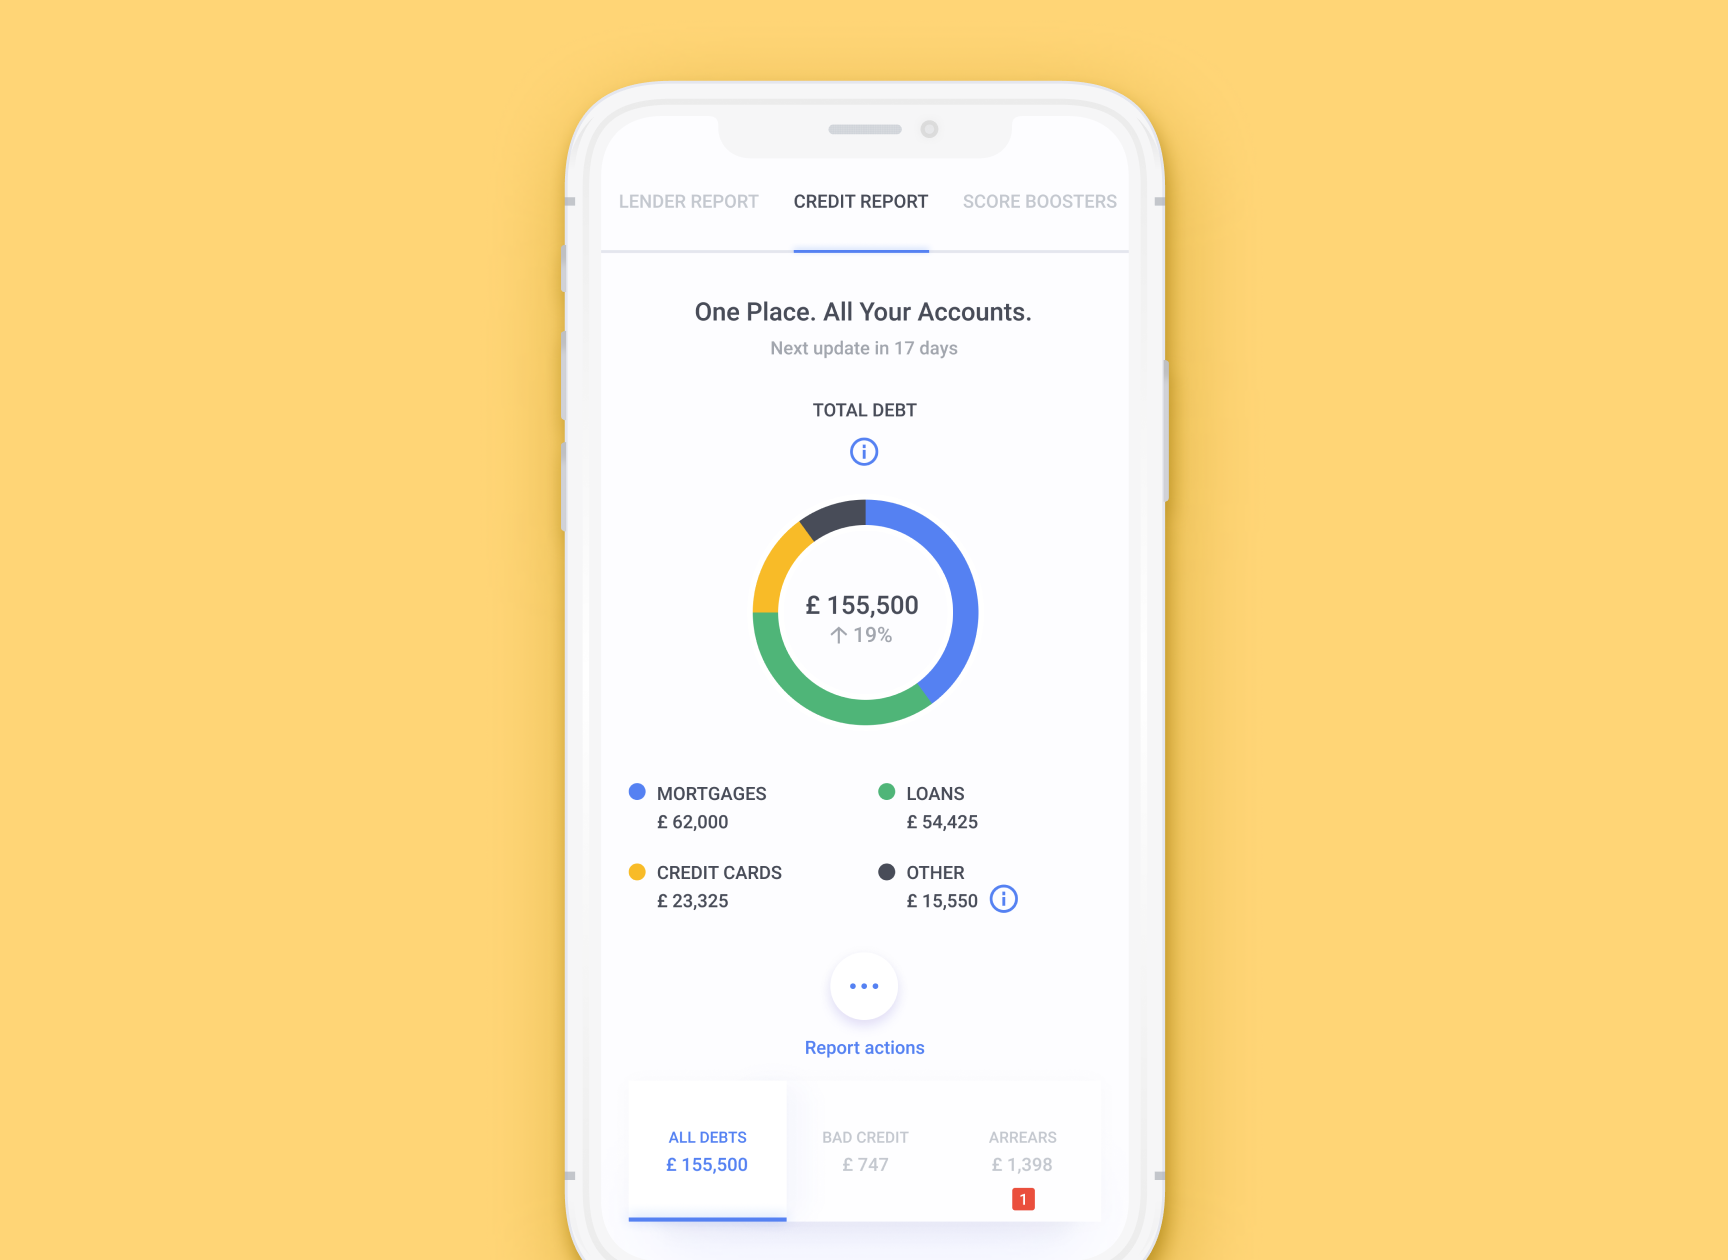 LENDER REPORT CREDIT REPORT SCORE BOOSTERS
One Place. All Your Accounts.
Next update in 17 days
TOTAL DEBT
£ 155,500
↑ 19%
MORTGAGES
£ 62,000
LOANS
£ 54,425
CREDIT CARDS
£ 23,325
OTHER
£ 15,550
Report actions
ALL DEBTS
£ 155,500
BAD CREDIT
£ 747
ARREARS
£ 1,398
1